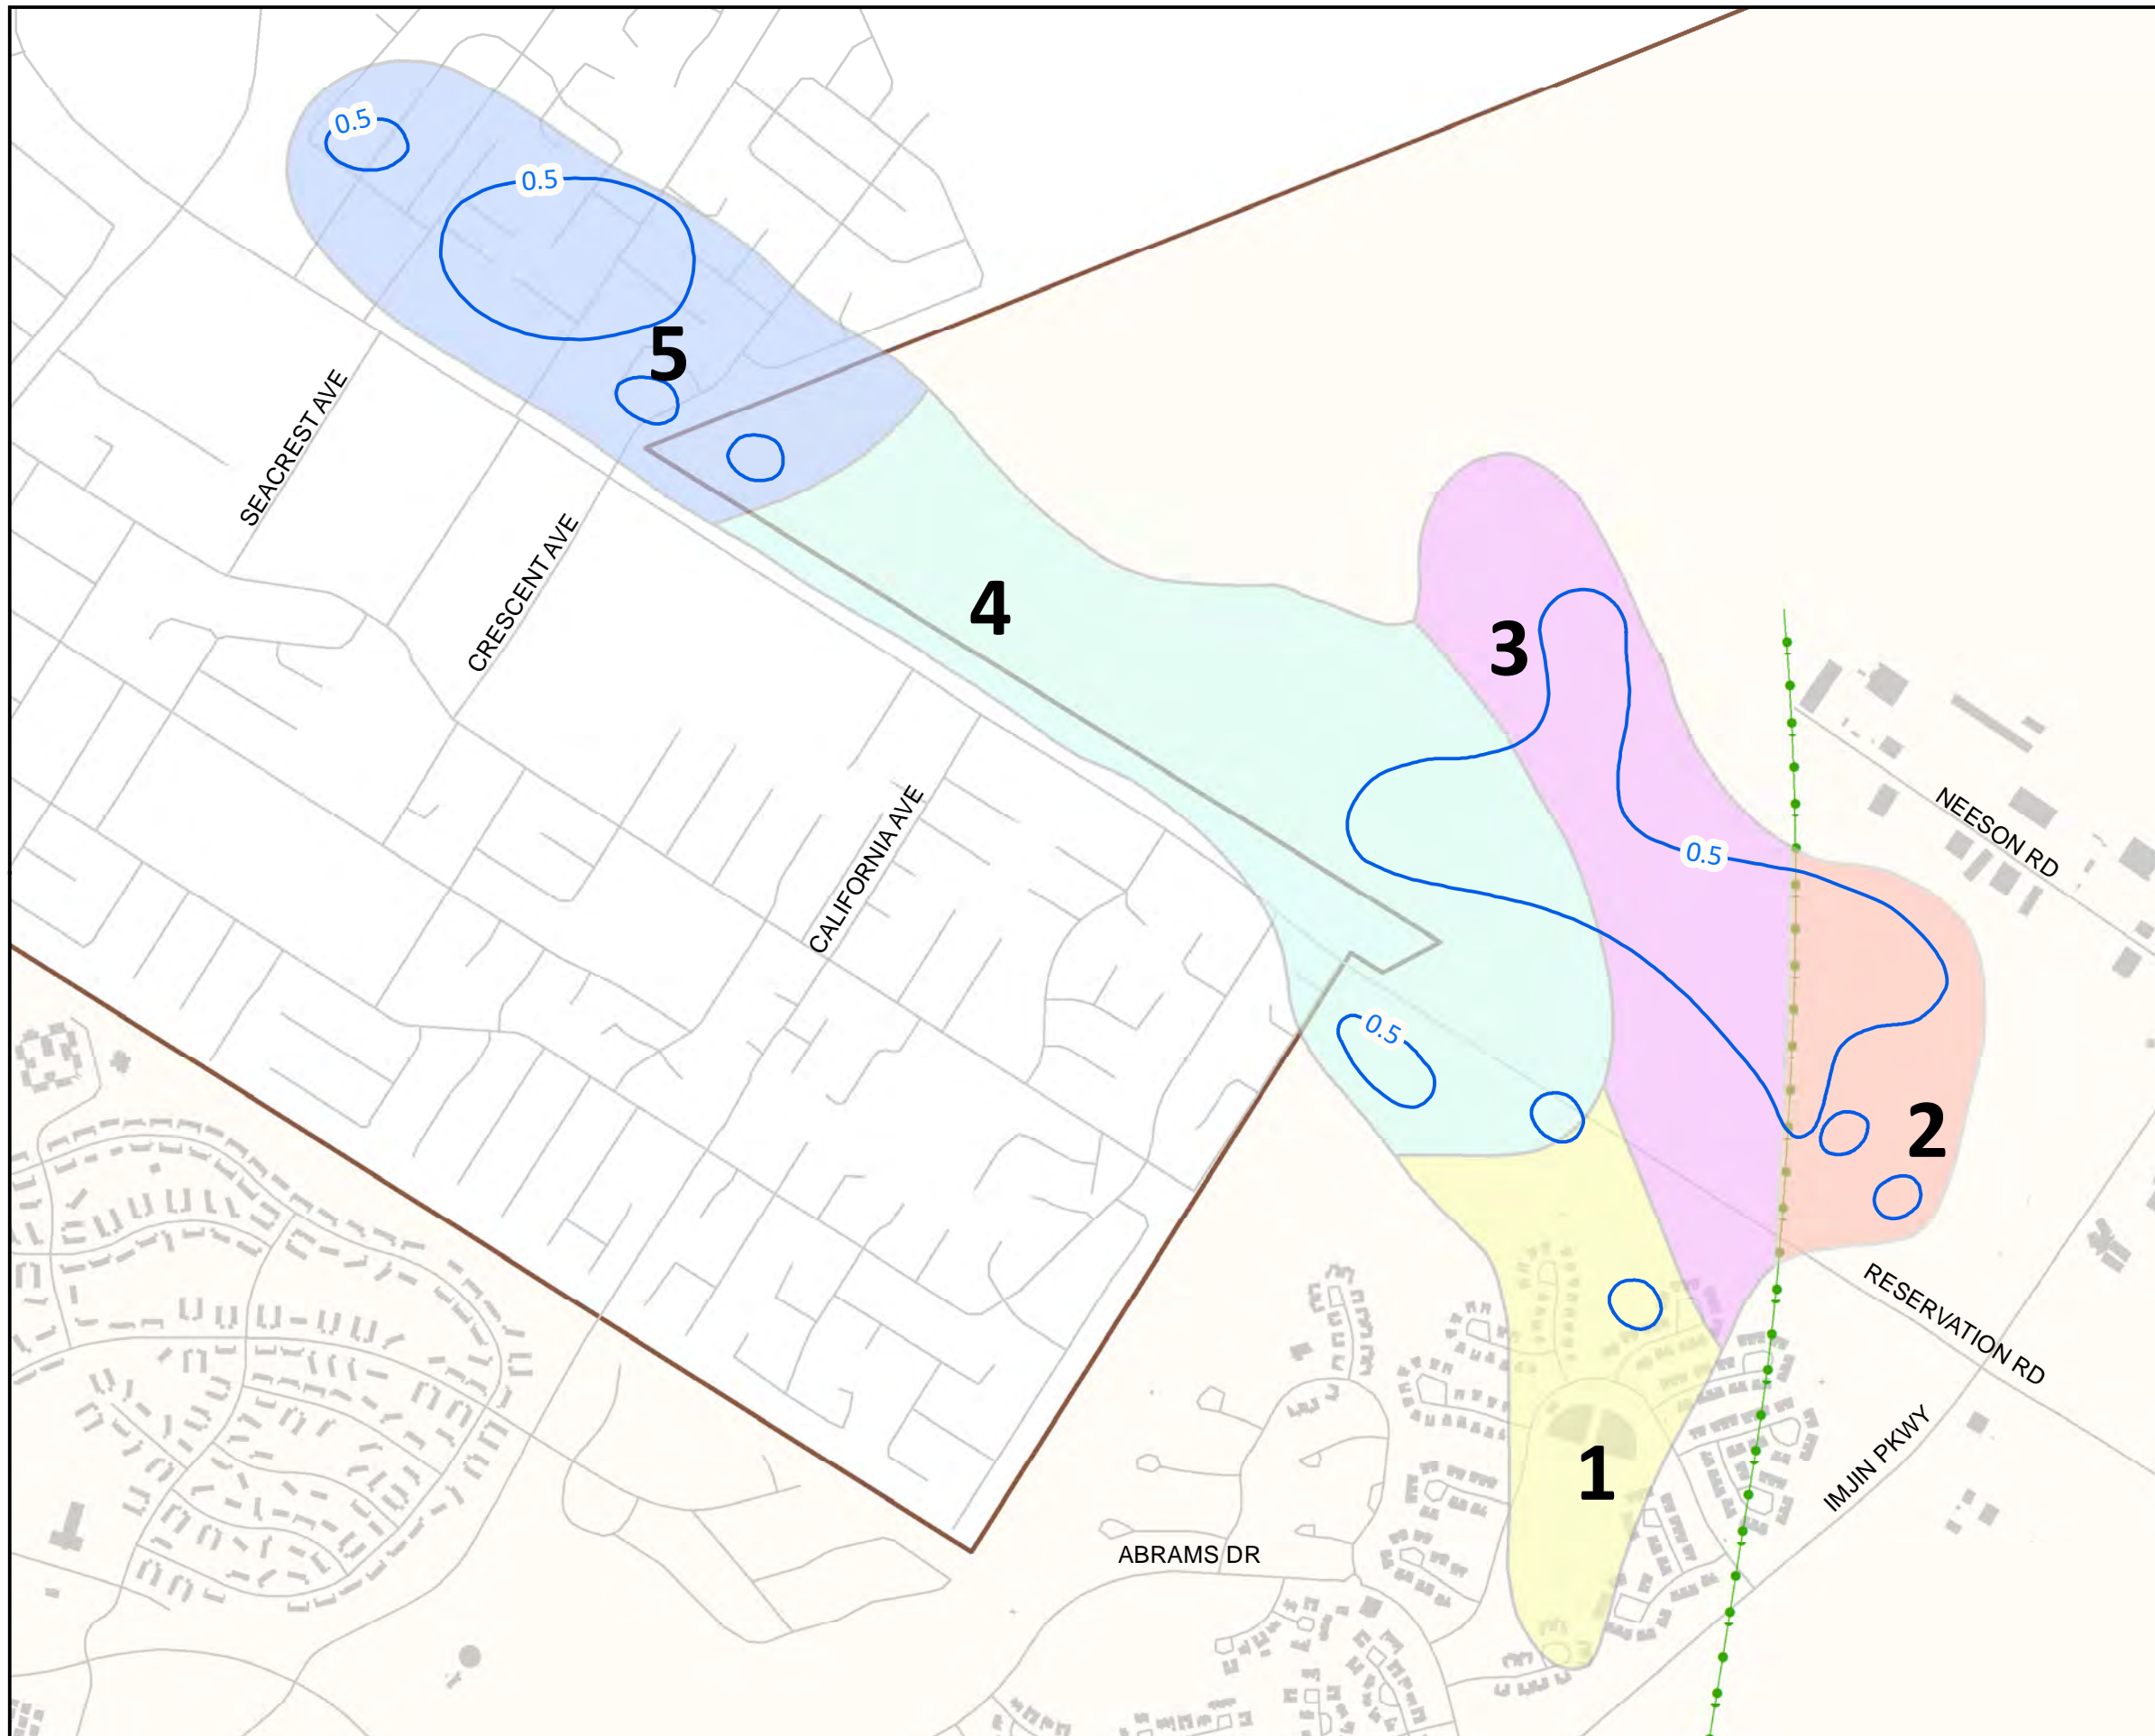 0.5
0.5
5
SEACREST AVE
CRESCENT AVE
4
3
NEESON RD
CALIFORNIA AVE
0.5
0.5
2
RESERVATION RD
1
IMJIN PKWY
ABRAMS DR